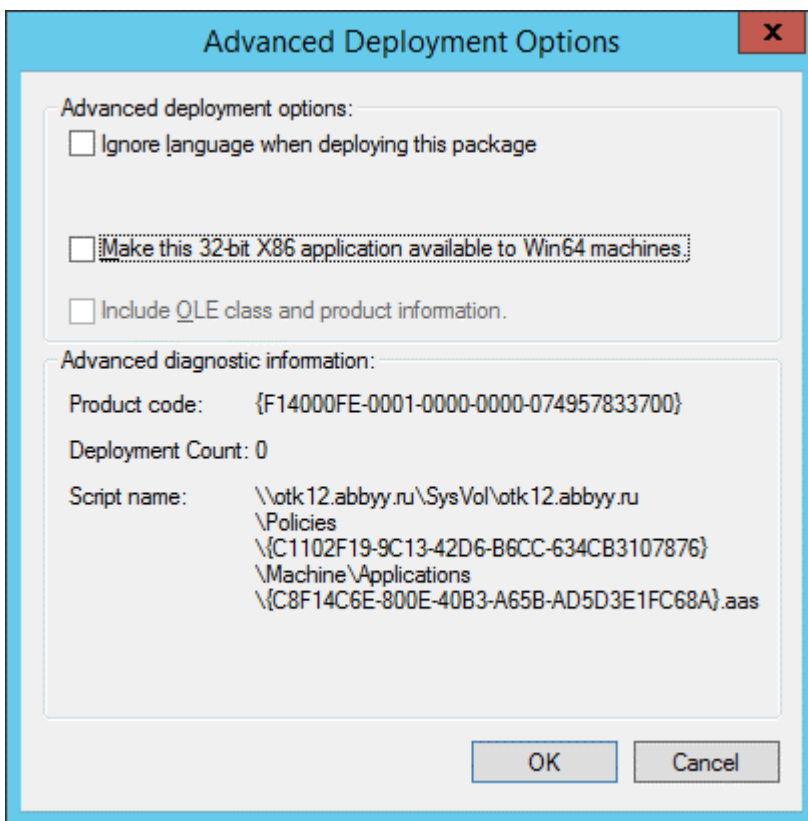 Advanced Deployment Options
x
Advanced deployment options:
Ignore language when deploying this package
Make this 32-bit X86 application available to Win64 machines.
Include OLE class and product information.
Advanced diagnostic information:
Product code: {F14000FE-0001-0000-0000-074957833700}
Deployment Count: 0
Script name: \\otk12.abbyy.ru\SysVol\otk12.abbyy.ru
\Policies
\{C1102F19-9C13-42D6-B6CC-634CB3107876}
\Machine\Applications
\{C8F14C6E-800E-40B3-A65B-AD5D3E1FC68A}.aas
OK Cancel